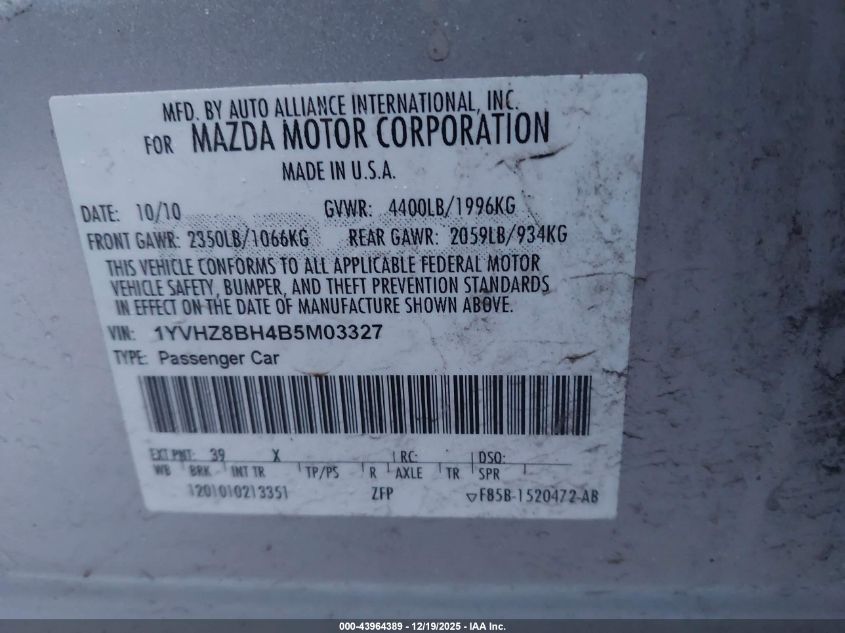 MFD. BY AUTO ALLIANCE INTERNATIONAL, INC.
FOR MAZDA MOTOR CORPORATION
MADE IN U.S.A.
DATE: 10/10 GVWR: 4400LB/1996KG
FRONT GAWR: 2350LB/1066KG REAR GAWR: 2059LB/934KG
THIS VEHICLE CONFORMS TO ALL APPLICABLE FEDERAL MOTOR
VEHICLE SAFETY, BUMPER, AND THEFT PREVENTION STANDARDS
IN EFFECT ON THE DATE OF MANUFACTURE SHOWN ABOVE.
VIN: 1YVHZ8BH4B5M03327
TYPE: Passenger Car
EXT PNT: 39 X RC: DSO:
WB BRK INT TR TP/PS R AXLE TR SPR
1201010213351 ZFP ▽F85B-1520472-AB
000-43964389 - 12/19/2025 - IAA Inc.